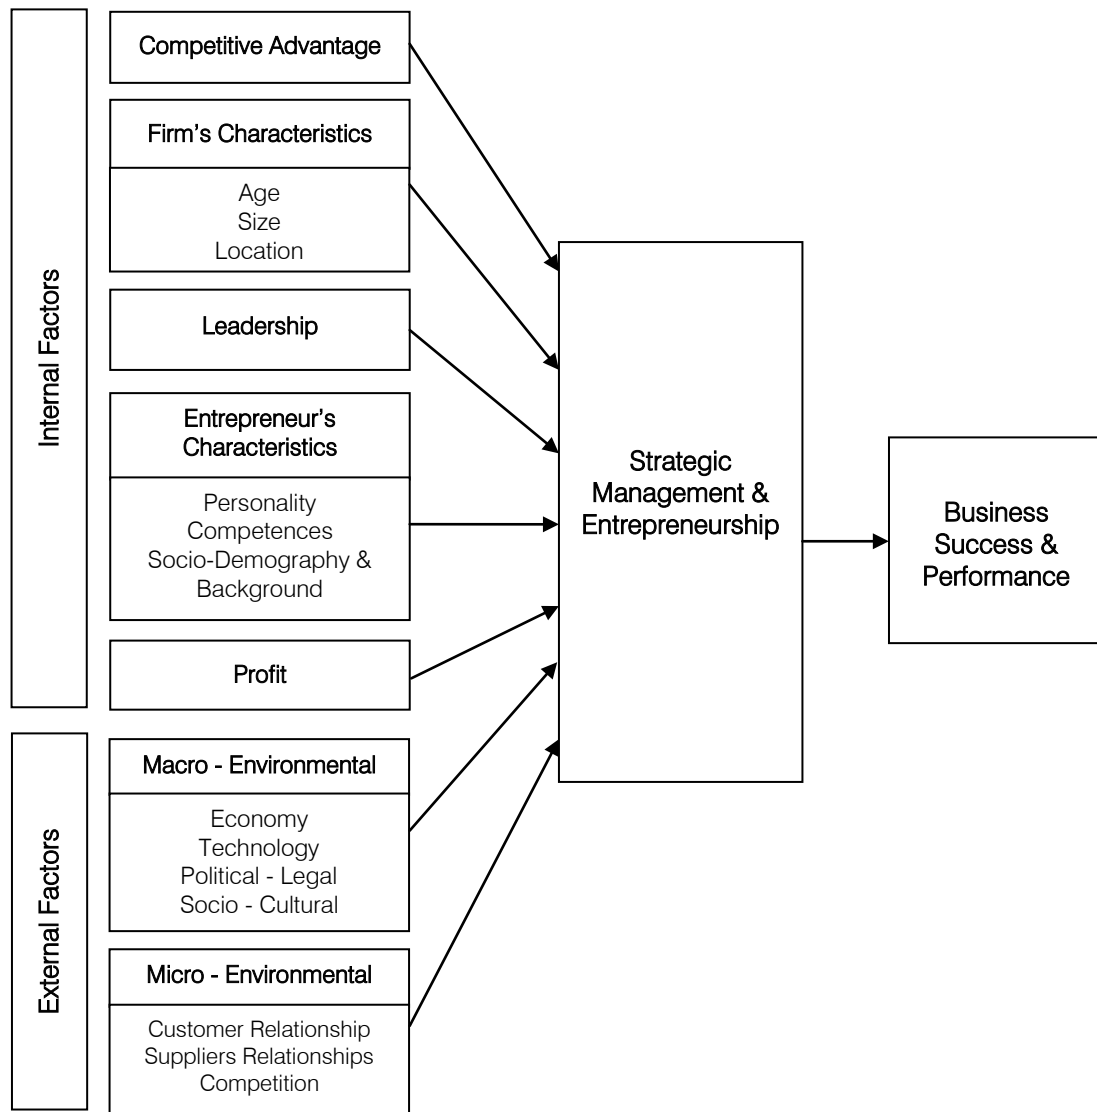 Internal Factors
Competitive Advantage
Firm's Characteristics
Age
Size
Location
Leadership
Entrepreneur's
Characteristics
Personality
Competences
Socio-Demography &
Background
Profit
External Factors
Macro - Environmental
Economy
Technology
Political - Legal
Socio - Cultural
Micro - Environmental
Customer Relationship
Suppliers Relationships
Competition
Strategic
Management &
Entrepreneurship
Business
Success &
Performance